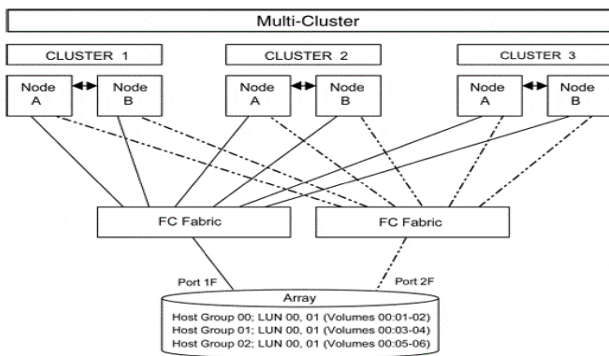 Multi-Cluster
CLUSTER 1
CLUSTER 2
CLUSTER 3
Node A
Node B
Node A
Node B
Node A
Node B
FC Fabric
FC Fabric
Port 1F
Port 2F
Array
Host Group 00; LUN 00, 01 (Volumes 00:01-02)
Host Group 01; LUN 00, 01 (Volumes 00:03-04)
Host Group 02; LUN 00, 01 (Volumes 00:05-06)